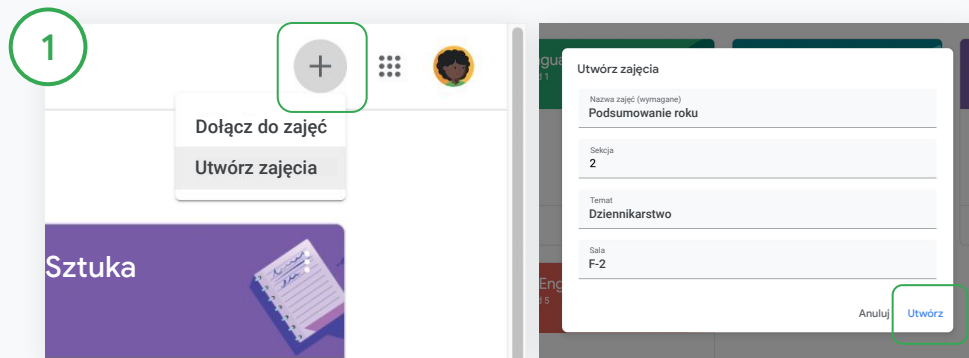 1
Dołącz do zajęć
Utwórz zajęcia
Sztuka
Utwórz zajęcia
Nazwa zajęć (wymagane)
Podsumowanie roku
Sekcja
2
Temat
Dziennikarstwo
Sala
F-2
Anuluj
Utwórz